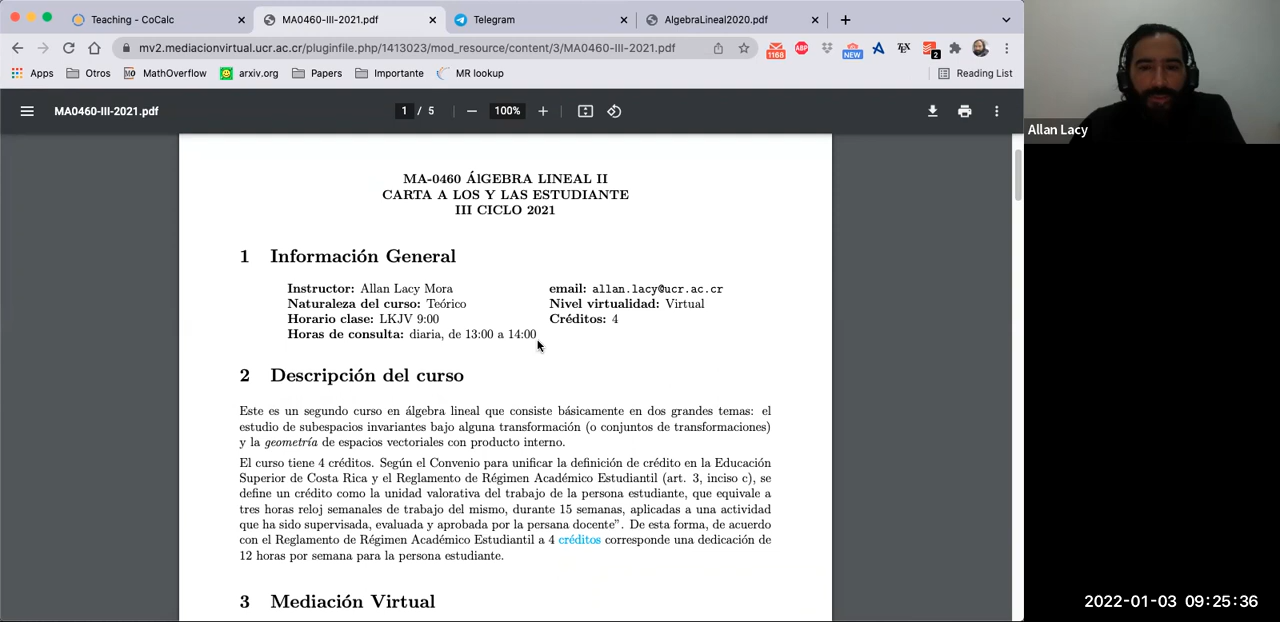 Teaching - CoCalc
MA0460-III-2021.pdf
Telegram
AlgebraLineal2020.pdf
mv2.mediacionvirtual.ucr.ac.cr/pluginfile.php/1413023/mod_resource/content/3/MA0460-III-2021.pdf
1168
ABP
NEW
A
TEX
2
Apps
Otros
MathOverflow
arxiv.org
Papers
Importante
MR lookup
Reading List
MA0460-III-2021.pdf
1 / 5
100%
Allan Lacy
MA-0460 ÁlGEBRA LINEAL II
CARTA A LOS Y LAS ESTUDIANTE
III CICLO 2021
1 Información General
Instructor: Allan Lacy Mora email: allan.lacy@ucr.ac.cr
Naturaleza del curso: Teórico Nivel virtualidad: Virtual
Horario clase: LKJV 9:00 Créditos: 4
Horas de consulta: diaria, de 13:00 a 14:00
2 Descripción del curso
Este es un segundo curso en álgebra lineal que consiste básicamente en dos grandes temas: el
estudio de subespacios invariantes bajo alguna transformación (o conjuntos de transformaciones)
y la geometría de espacios vectoriales con producto interno.
El curso tiene 4 créditos. Según el Convenio para unificar la definición de crédito en la Educación
Superior de Costa Rica y el Reglamento de Régimen Académico Estudiantil (art. 3, inciso c), se
define un crédito como la unidad valorativa del trabajo de la persona estudiante, que equivale a
tres horas reloj semanales de trabajo del mismo, durante 15 semanas, aplicadas a una actividad
que ha sido supervisada, evaluada y aprobada por la persana docente”. De esta forma, de acuerdo
con el Reglamento de Régimen Académico Estudiantil a 4 créditos corresponde una dedicación de
12 horas por semana para la persona estudiante.
3 Mediación Virtual
2022-01-03 09:25:36